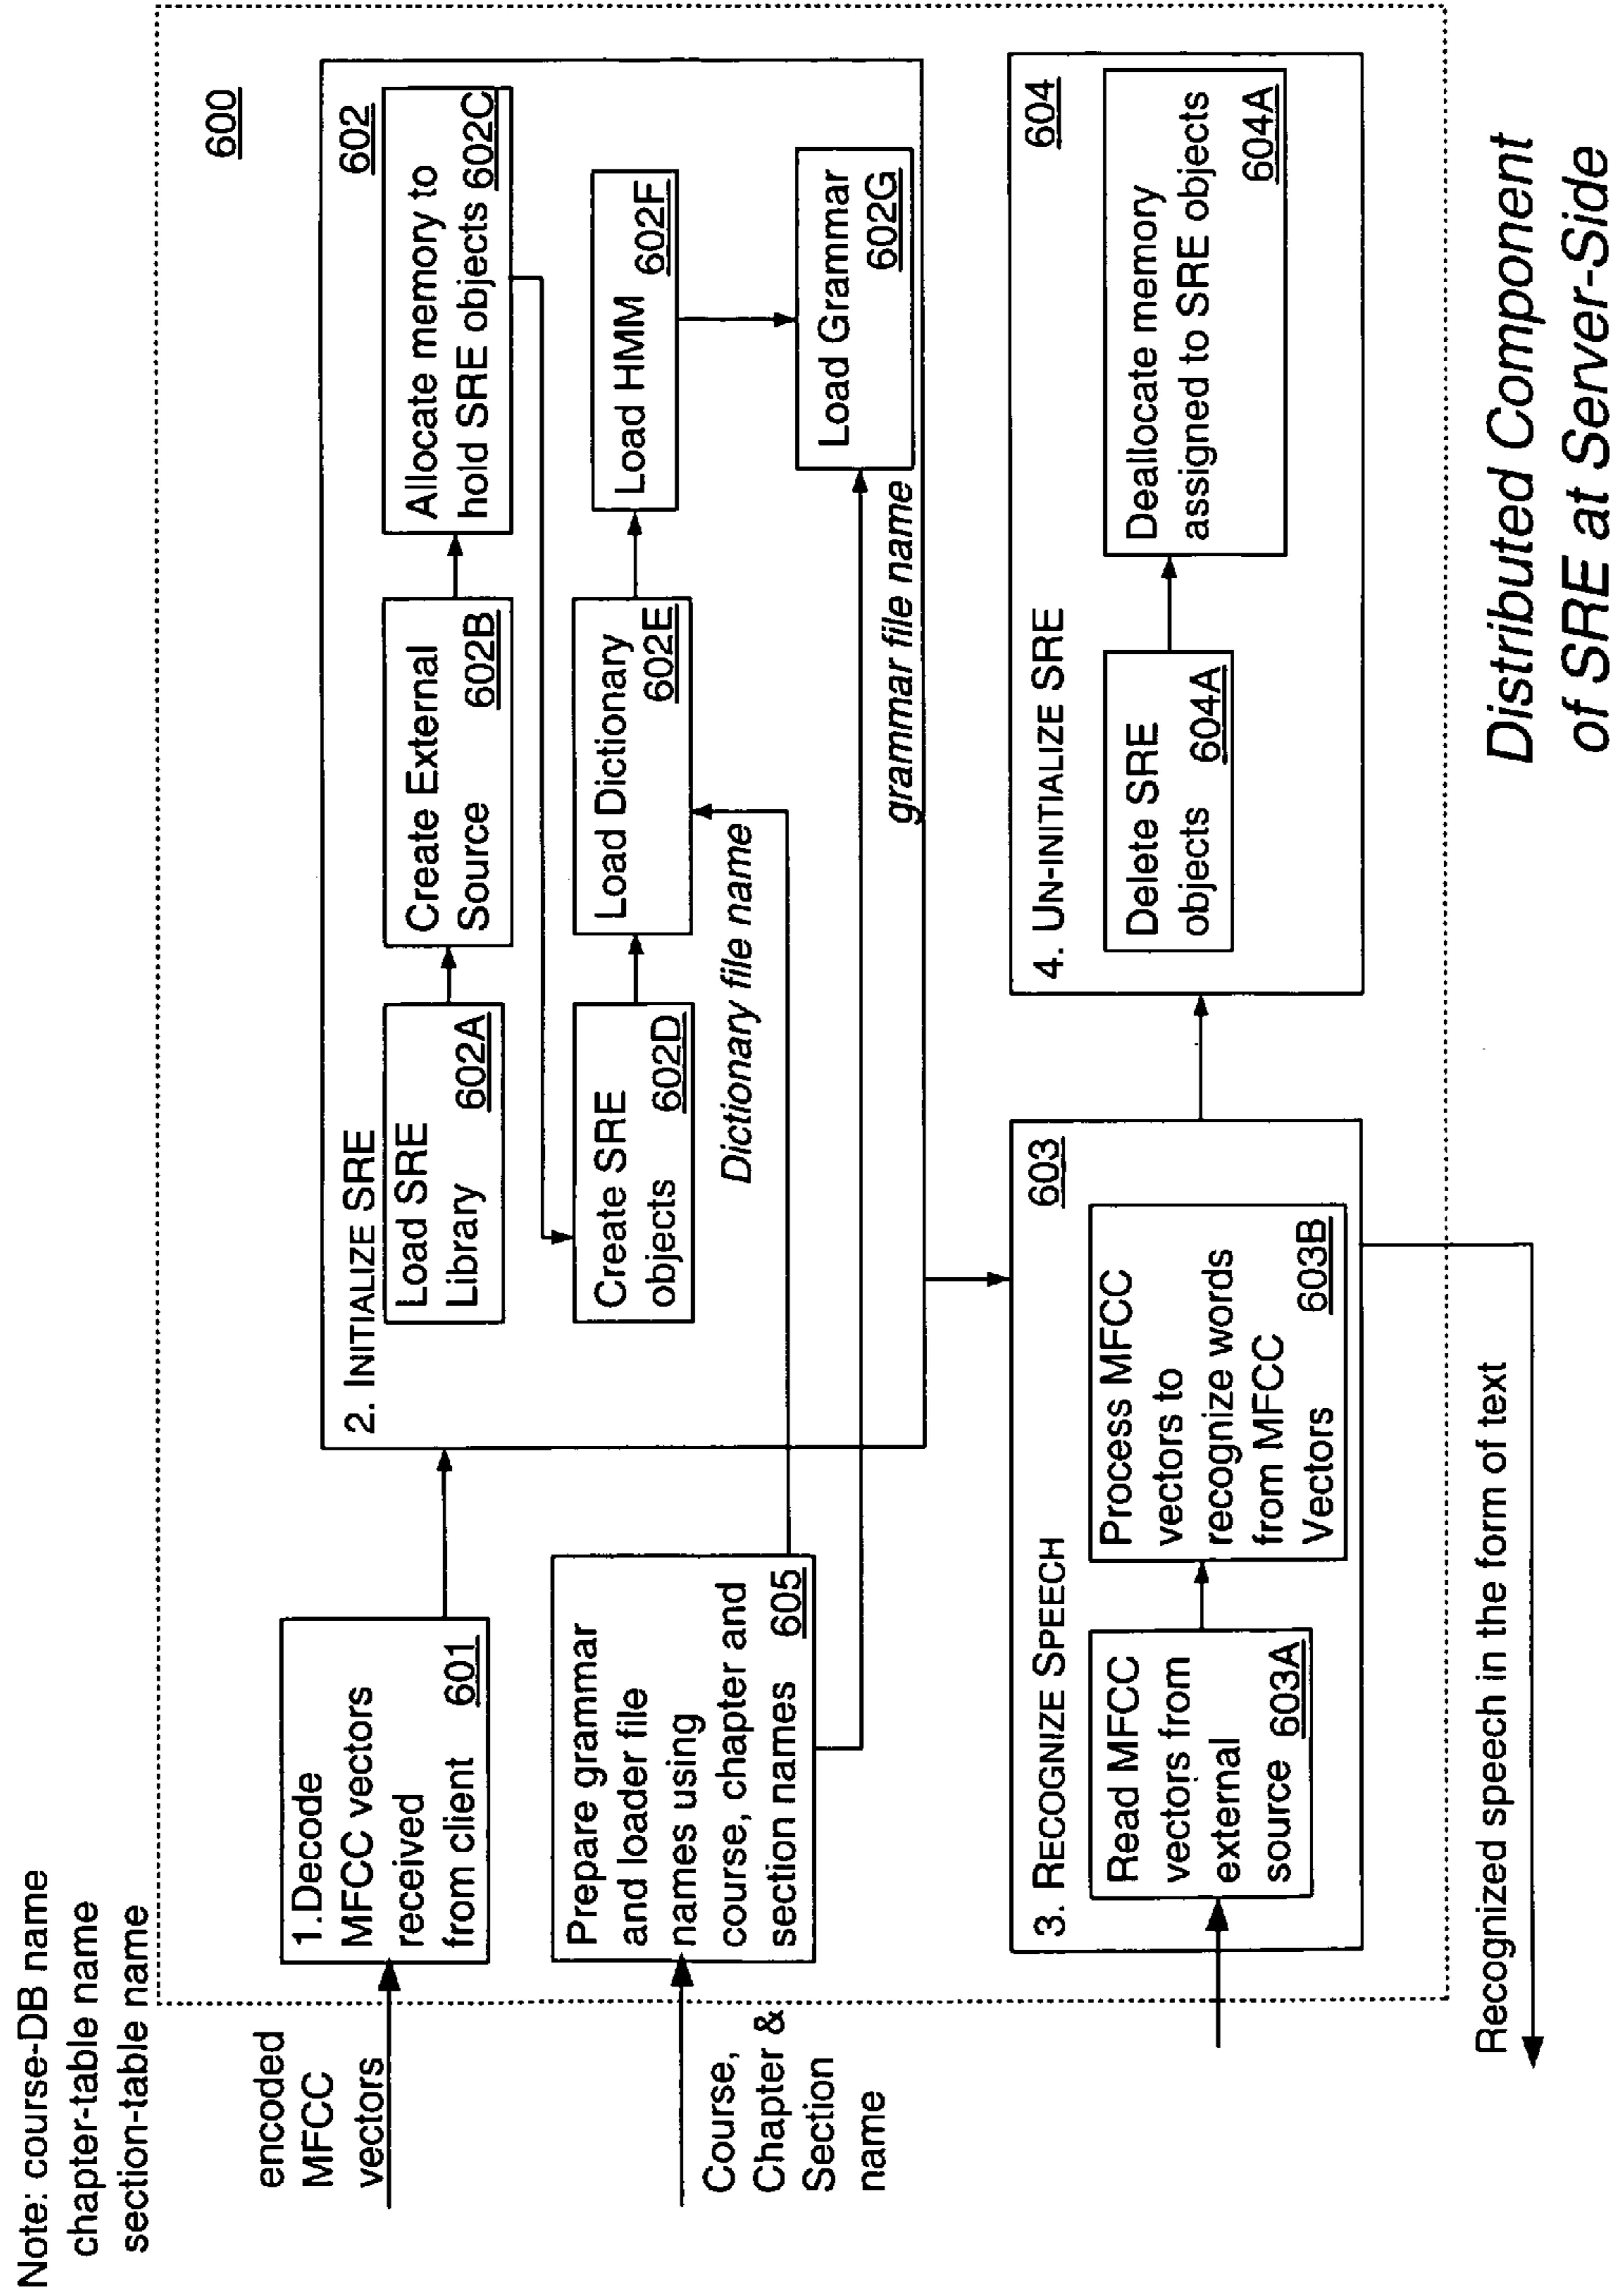 Note: course-DB name
chapter-table name
section-table name
600
encoded
MFCC
vectors
1.Decode
MFCC vectors
received
from client 601
2. INITIALIZE SRE
602
Load SRE
Library 602A
Create External
Source 602B
Allocate memory to
hold SRE objects 602C
Create SRE
objects 602D
Load Dictionary
602E
Load HMM
602F
Dictionary file name
Load Grammar
602G
grammar file name
Course,
Chapter &
Section
name
Prepare grammar
and loader file
names using
course, chapter and
section names 605
3. RECOGNIZE SPEECH
603
Read MFCC
vectors from
external
source 603A
Process MFCC
vectors to
recognize words
from MFCC
Vectors 603B
4. UN-INITIALIZE SRE
604
Delete SRE
objects 604A
Deallocate memory
assigned to SRE objects
604A
Recognized speech in the form of text
Distributed Component
of SRE at Server-Side